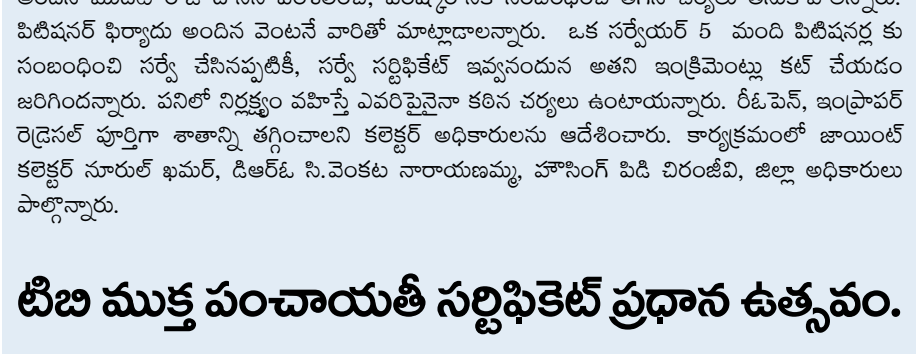 పిటిషనర్ ఫిర్యాదు అందిన వెంటనే వారితో మాట్లాడాలన్నారు. ఒక సర్వేయర్ 5 మంది పిటిషనర్ల కు
సంబంధించి సర్వే చేసినప్పటికీ, సర్వే సర్టిఫికేట్ ఇవ్వనందున అతని ఇంక్రిమెంట్లు కట్ చేయడం
జరిగిందన్నారు. పనిలో నిర్లక్ష్యం వహిస్తే ఎవరిపైనైనా కఠిన చర్యలు ఉంటాయన్నారు. రీఓపెన్, ఇంప్రాపర్
రెడ్రెసల్ పూర్తిగా శాతాన్ని తగ్గించాలని కలెక్టర్ అధికారులను ఆదేశించారు. కార్యక్రమంలో జాయింట్
కలెక్టర్ నూరుల్ ఖమర్, డిఆర్ఓ సి.వెంకట నారాయణమ్మ, హౌసింగ్ పిడి చిరంజీవి, జిల్లా అధికారులు
పాల్గొన్నారు.
టిబి ముక్త పంచాయతీ సర్టిఫికెట్ ప్రధాన ఉత్సవం.